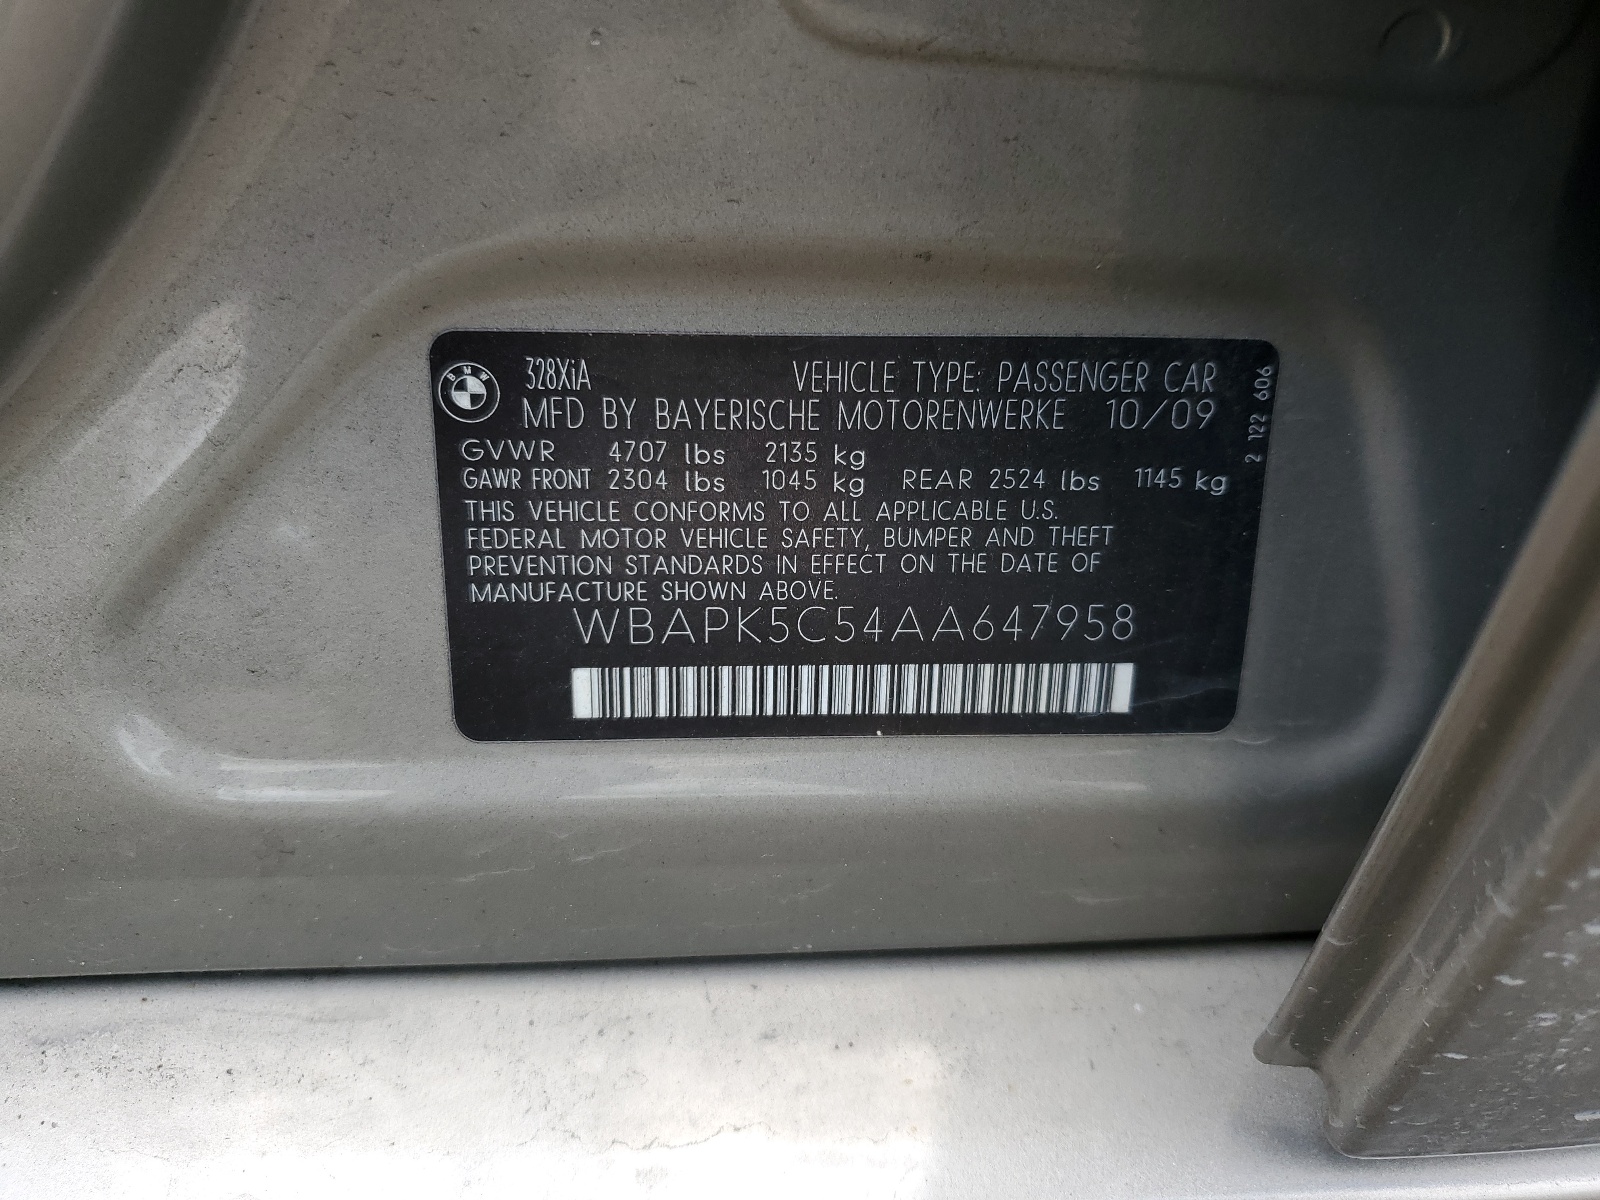 BMW
328XiA VEHICLE TYPE: PASSENGER CAR
MFD BY BAYERISCHE MOTORENWERKE 10/09
GVWR 4707 lbs 2135 kg
GAWR FRONT 2304 lbs 1045 kg REAR 2524 lbs 1145 kg
THIS VEHICLE CONFORMS TO ALL APPLICABLE U.S.
FEDERAL MOTOR VEHICLE SAFETY, BUMPER AND THEFT
PREVENTION STANDARDS IN EFFECT ON THE DATE OF
MANUFACTURE SHOWN ABOVE.
WBAPK5C54AA647958
2 122 606